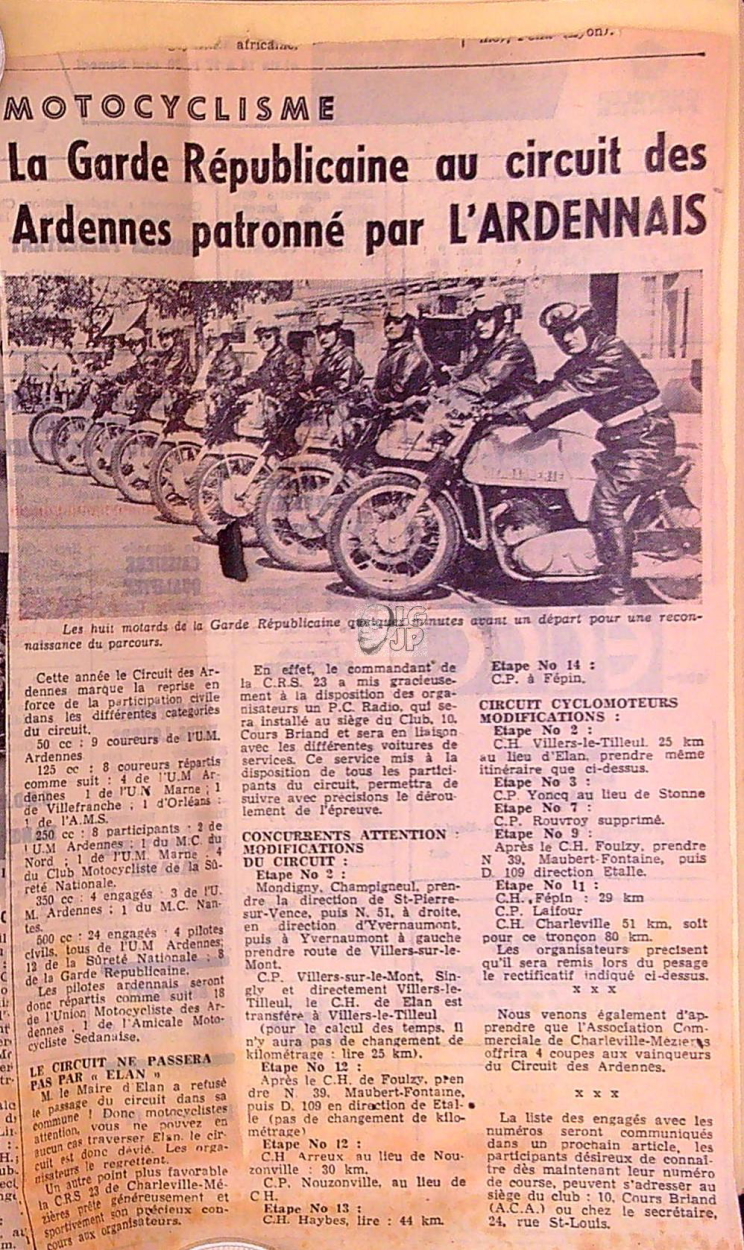 africaine.
MOTOCYCLISME
La Garde Républicaine au circuit des
Ardennes patronné par L'ARDENNAIS
Les huit motards de la Garde Républicaine quelques minutes avant un départ pour une recon-
naissance du parcours.
IG
JP
Cette année le Circuit des Ar-
dennes marque la reprise en
force de la participation civile
dans les différentes catégories
du circuit.
50 cc : 9 coureurs de l'U.M.
Ardennes
125 cc : 8 coureurs répartis
comme suit : 4 de l'U.M Ar-
dennes 1 de l'U.M Marne ; 1
de Villefranche ; 1 d'Orléans :
1 de l'A.M.S.
250 cc : 8 participants · 2 de
l'U.M Ardennes ; 1 du M.C. du
Nord ; 1 de l'U.M. Marne ; 4
du Club Motocycliste de la Sû-
reté Nationale.
350 cc : 4 engagés · 3 de l'U.
M. Ardennes ; 1 du M.C. Nan-
tes.
500 cc : 24 engagés · 4 pilotes
civils, tous de l'U.M Ardennes;
12 de la Sûreté Nationale ; 8
de la Garde Republicaine.
Les pilotes ardennais seront
donc répartis comme suit 18
de l'Union Motocycliste des Ar-
dennes , 1 de l'Amicale Moto-
cycliste Sedanaise.
LE CIRCUIT NE PASSERA
PAS PAR « ELAN »
M. le Maire d'Elan a refusé
le passage du circuit dans sa
commune ! Donc motocyclistes
attention, vous ne pouvez en
aucun cas traverser Elan, le cir-
cuit est donc dévié. Les orga-
nisateurs le regrettent.
Un autre point plus favorable
la C.R.S 23 de Charleville-Mé-
zières prête généreusement et
sportivement son précieux con-
cours aux organisateurs.
En effet, le commandant de
la C.R.S. 23 a mis gracieuse-
ment à la disposition des orga-
nisateurs un P.C. Radio, qui se-
ra installé au siège du Club, 10,
Cours Briand et sera en liaison
avec les différentes voitures de
services. Ce service mis à la
disposition de tous les partici-
pants du circuit, permettra de
suivre avec précisions le dérou-
lement de l'épreuve.
CONCURRENTS ATTENTION :
MODIFICATIONS
DU CIRCUIT :
Etape No 2 :
Mondigny, Champigneul, pren-
dre la direction de St-Pierre-
sur-Vence, puis N. 51, à droite,
en direction d'Yvernaumont,
puis à Yvernaumont à gauche
prendre route de Villers-sur-le-
Mont.
C.P. Villers-sur-le-Mont, Sin-
gly et directement Villers-le-
Tilleul, le C.H. de Elan est
transféré à Villers-le-Tilleul
(pour le calcul des temps, il
n'y aura pas de changement de
kilométrage : lire 25 km).
Etape No 12 :
Après le C.H. de Foulzy, pren
dre N. 39, Maubert-Fontaine,
puis D. 109 en direction de Etal-
le (pas de changement de kilo-
métrage)
Etape No 12 :
C.H Arreux au lieu de Nou-
zonville : 30 km.
C.P. Nouzonville, au lieu de
C H.
Etape No 13 :
C.H. Haybes, lire : 44 km.
Etape No 14 :
C.P. à Fépin.
CIRCUIT CYCLOMOTEURS
MODIFICATIONS :
Etape No 2 :
C.H. Villers-le-Tilleul. 25 km
au lieu d'Elan, prendre même
itinéraire que ci-dessus.
Etape No 3 :
C.P. Yoncq au lieu de Stonne
Etape No 7 :
C.P. Rouvroy supprimé.
Etape No 9 :
Après le C.H. Foulzy, prendre
N 39, Maubert-Fontaine, puis
D. 109 direction Etalle.
Etape No 11 :
C.H. Fépin : 29 km
C.P. Laifour
C.H. Charleville 51 km, soit
pour ce tronçon 80 km.
Les organisateurs précisent
qu'il sera remis lors du pesage
le rectificatif indiqué ci-dessus.
x x x
Nous venons également d'ap-
prendre que l'Association Com-
merciale de Charleville-Mézières
offrira 4 coupes aux vainqueurs
du Circuit des Ardennes.
x x x
La liste des engagés avec les
numéros seront communiqués
dans un prochain article, les
participants désireux de connaî-
tre dès maintenant leur numéro
de course, peuvent s'adresser au
siège du club : 10, Cours Briand
(A.C.A.) ou chez le secrétaire,
24, rue St-Louis.